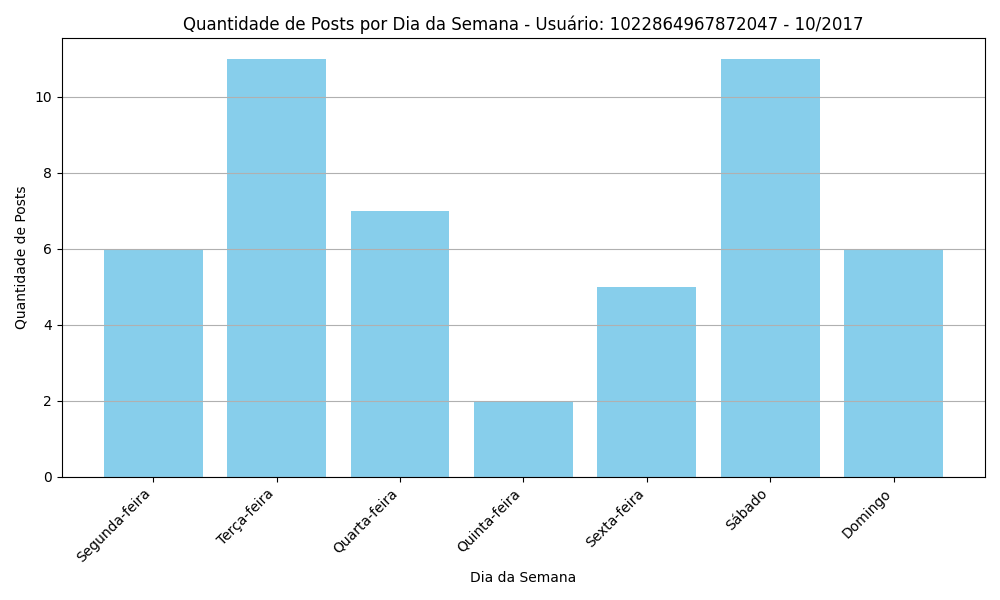 Quantidade de Posts por Dia da Semana - Usuário: 1022864967872047 - 10/2017
Quantidade de Posts
10
8
6
4
2
0
Segunda-feira
Terça-feira
Quarta-feira
Quinta-feira
Sexta-feira
Sábado
Domingo
Dia da Semana